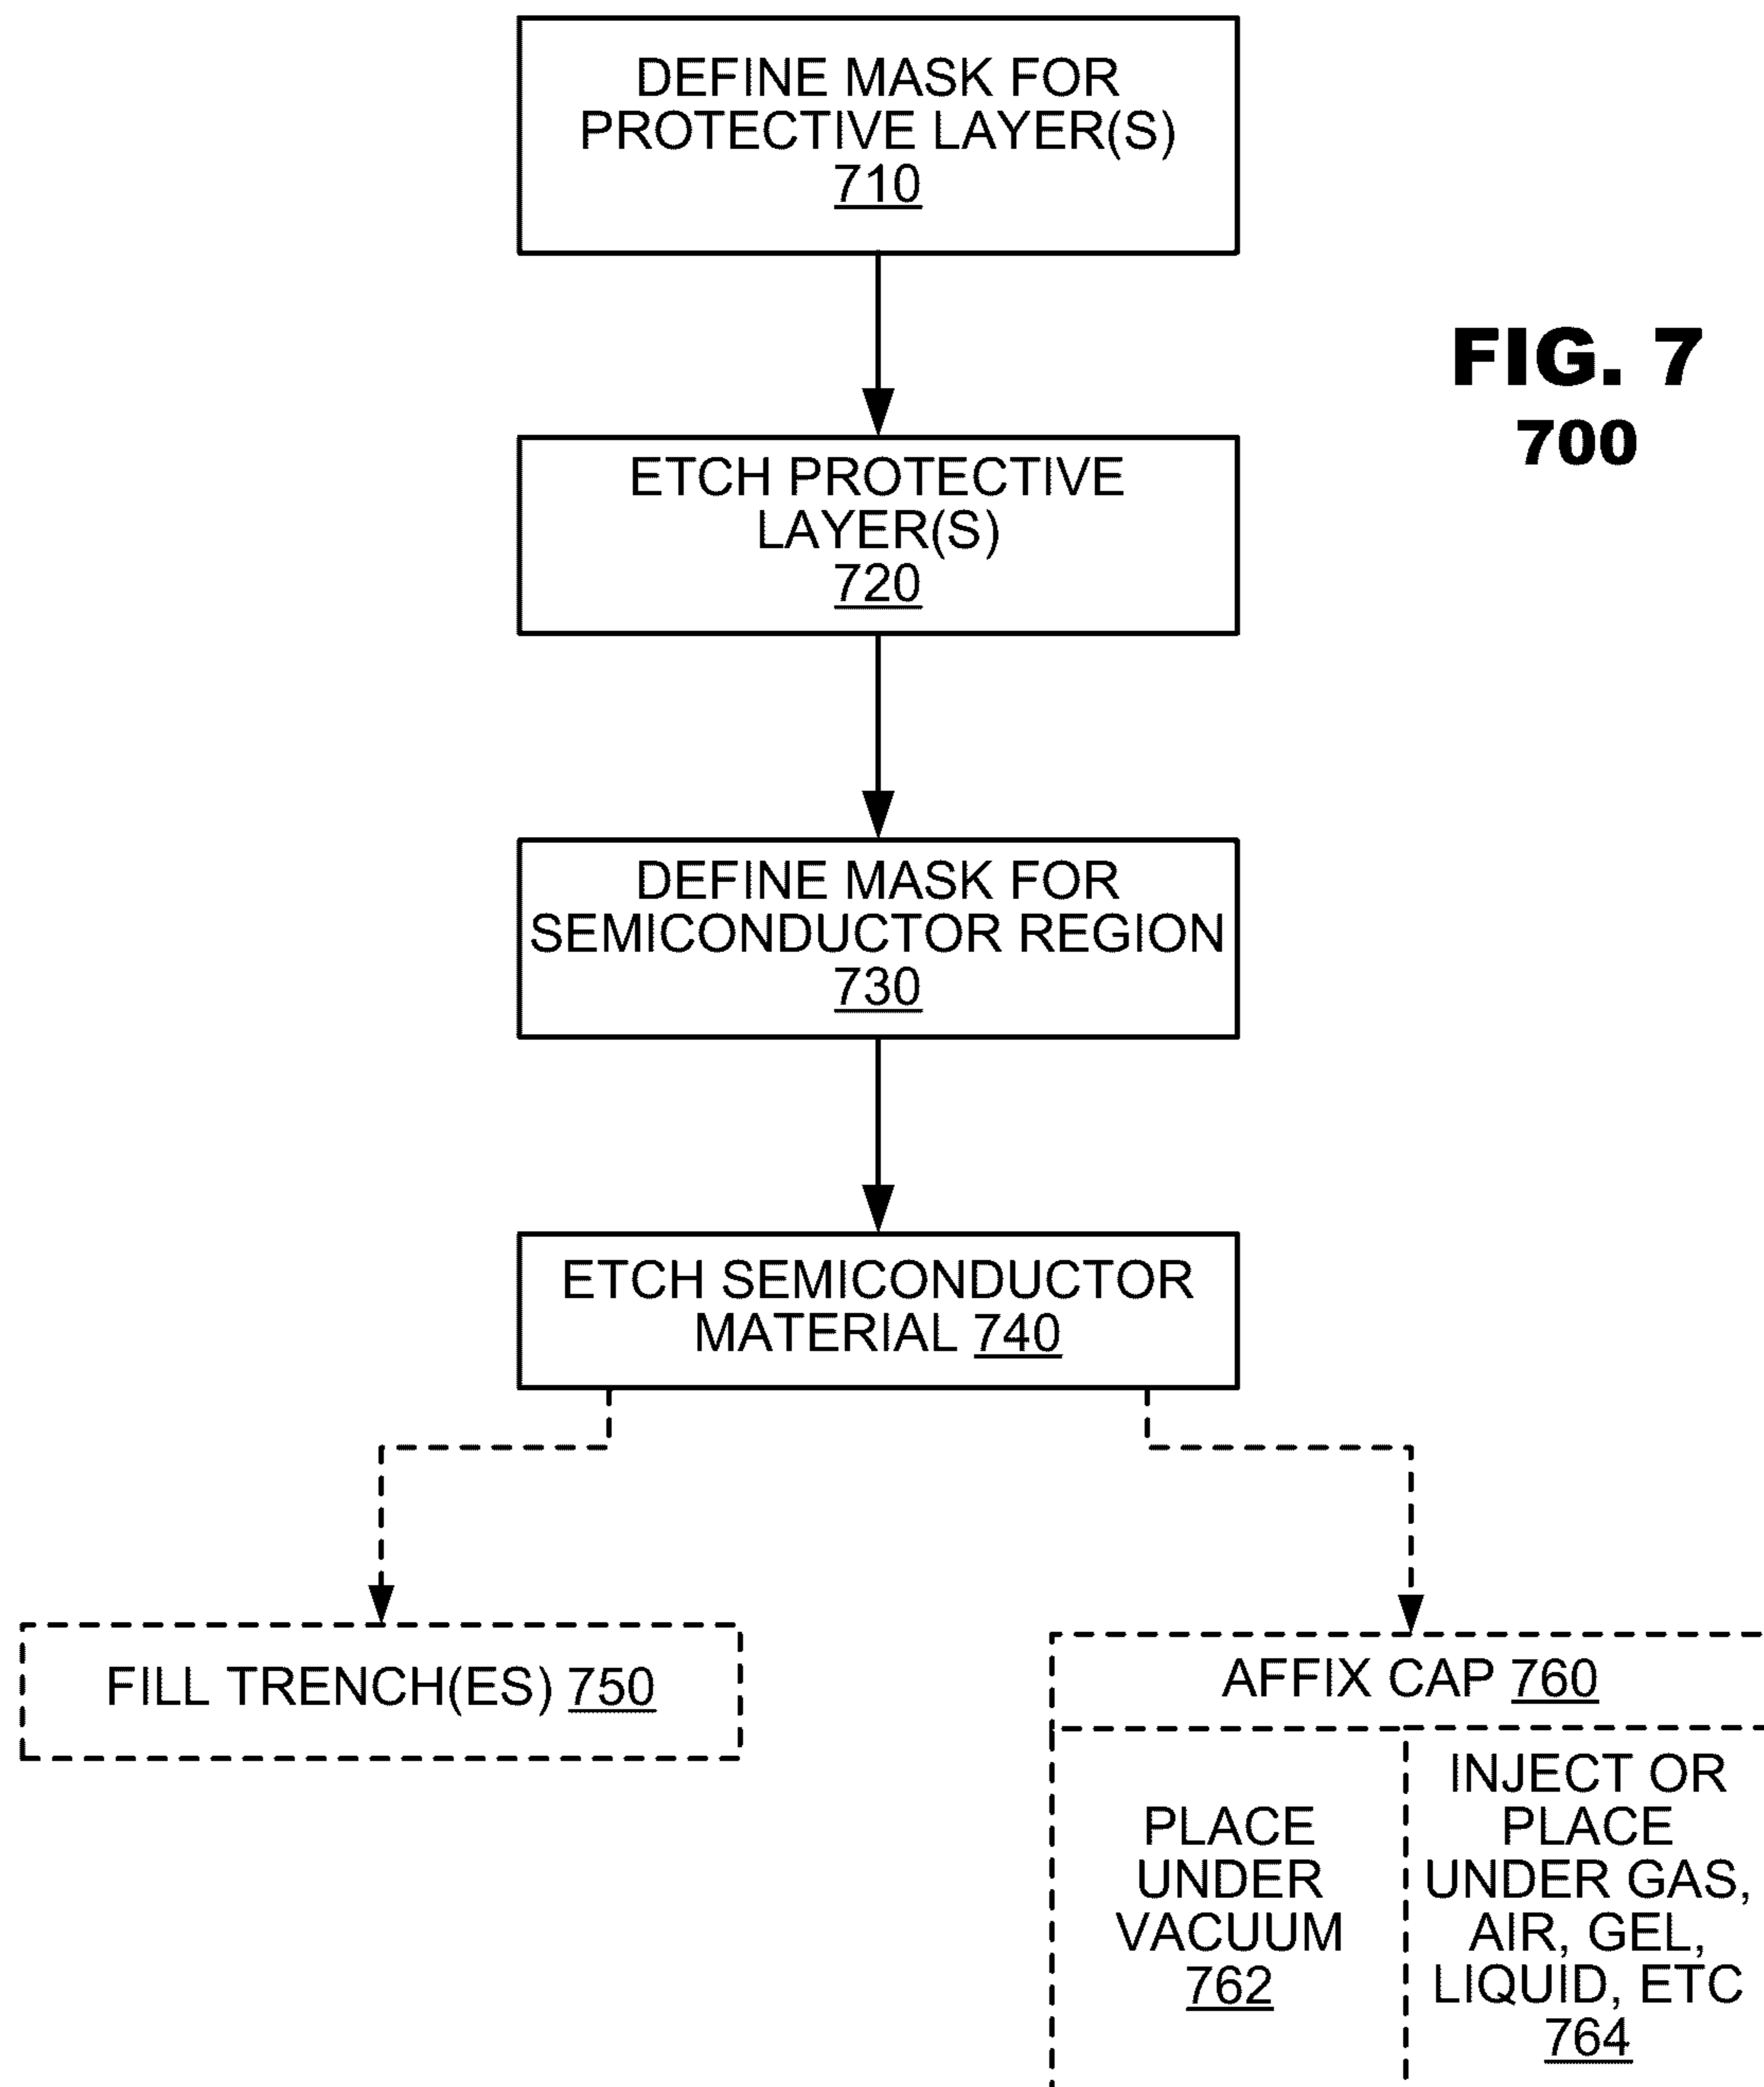 DEFINE MASK FOR
PROTECTIVE LAYER(S)
710
FIG. 7
700
ETCH PROTECTIVE
LAYER(S)
720
DEFINE MASK FOR
SEMICONDUCTOR REGION
730
ETCH SEMICONDUCTOR
MATERIAL 740
FILL TRENCH(ES) 750
AFFIX CAP 760
PLACE
UNDER
VACUUM
762
INJECT OR
PLACE
UNDER GAS,
AIR, GEL,
LIQUID, ETC
764